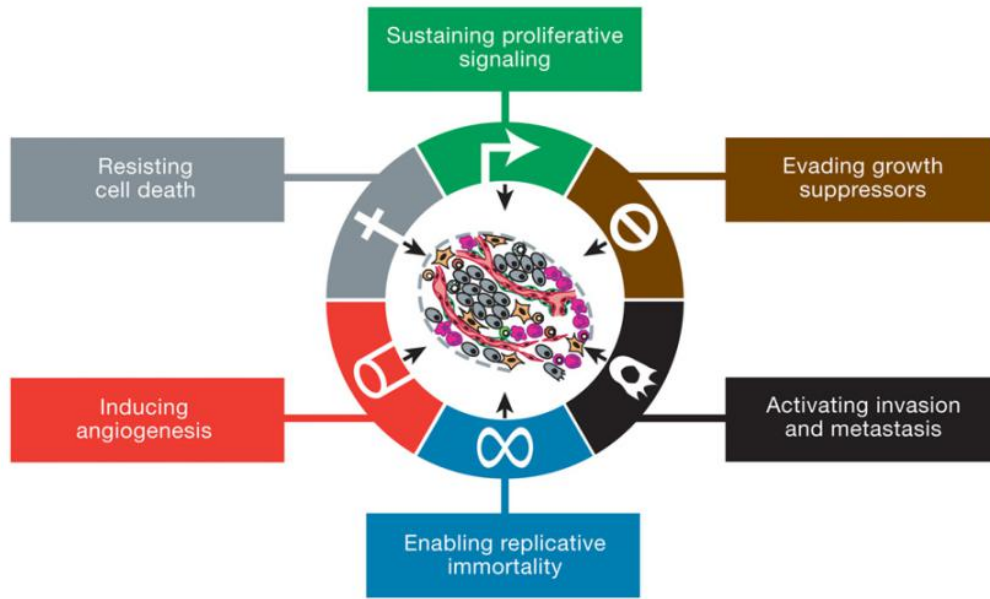 Sustaining proliferative
signaling
Resisting
cell death
Evading growth
suppressors
Inducing
angiogenesis
Activating invasion
and metastasis
Enabling replicative
immortality